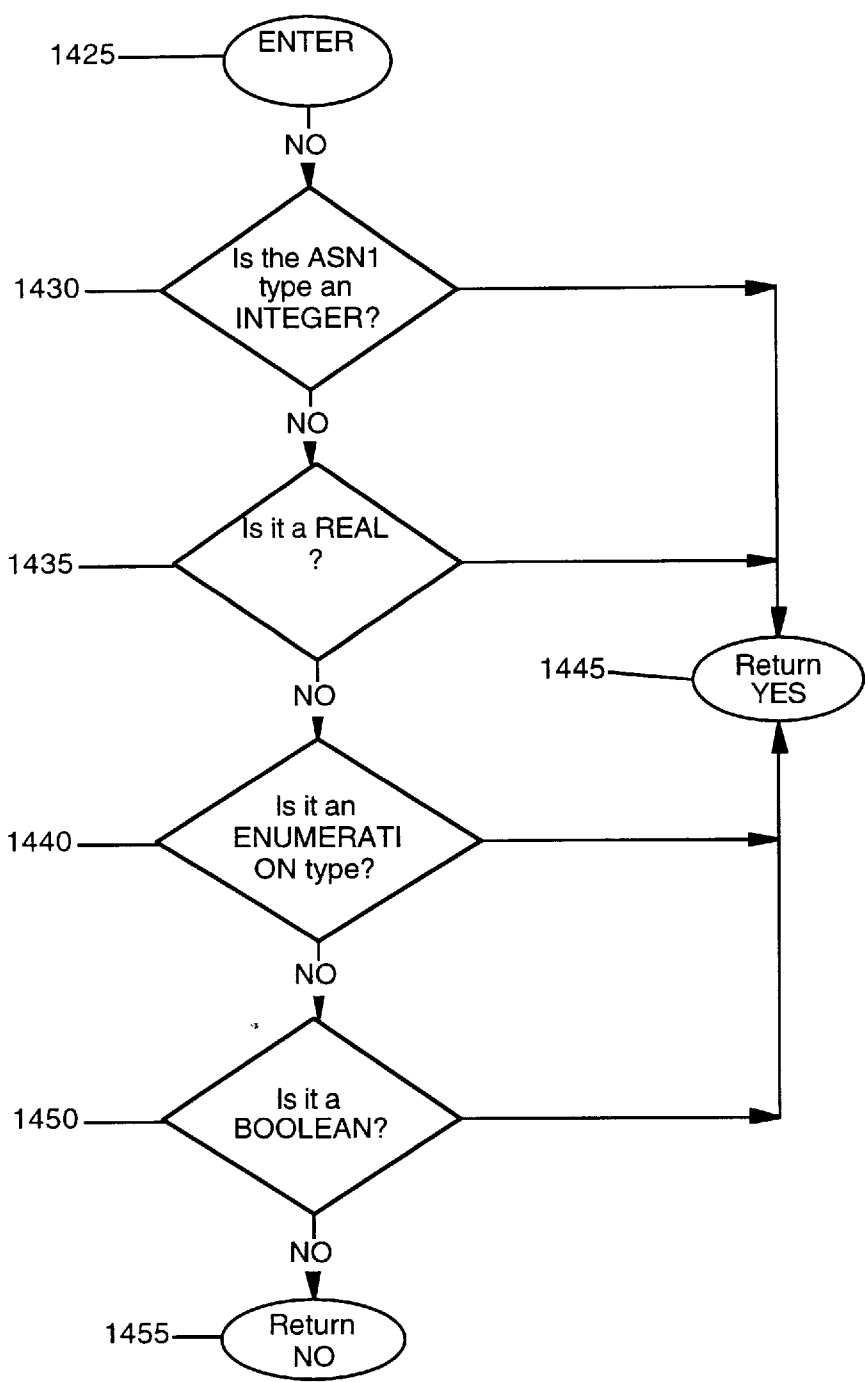 1425
ENTER
NO
1430
Is the ASN1
type an
INTEGER?
NO
1435
Is it a REAL
?
NO
1445
Return
YES
1440
Is it an
ENUMERATI
ON type?
NO
1450
Is it a
BOOLEAN?
NO
1455
Return
NO